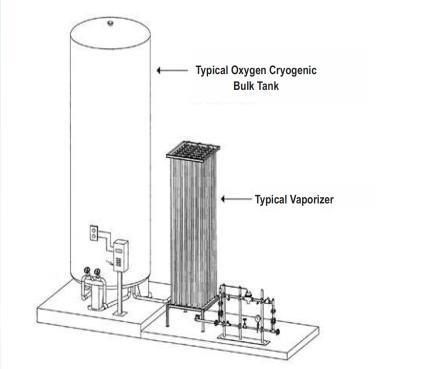 Typical Oxygen Cryogenic
Bulk Tank
Typical Vaporizer